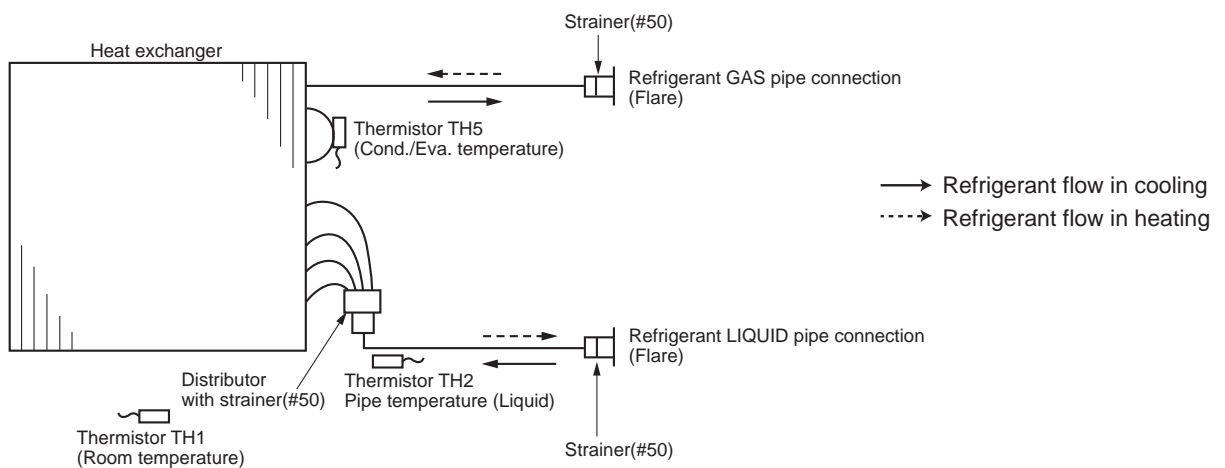 Strainer(#50)
Heat exchanger
Refrigerant GAS pipe connection
(Flare)
Thermistor TH5
(Cond./Eva. temperature)
Refrigerant flow in cooling
Refrigerant flow in heating
Refrigerant LIQUID pipe connection
(Flare)
Distributor
with strainer(#50)
Thermistor TH2
Pipe temperature (Liquid)
Thermistor TH1
(Room temperature)
Strainer(#50)